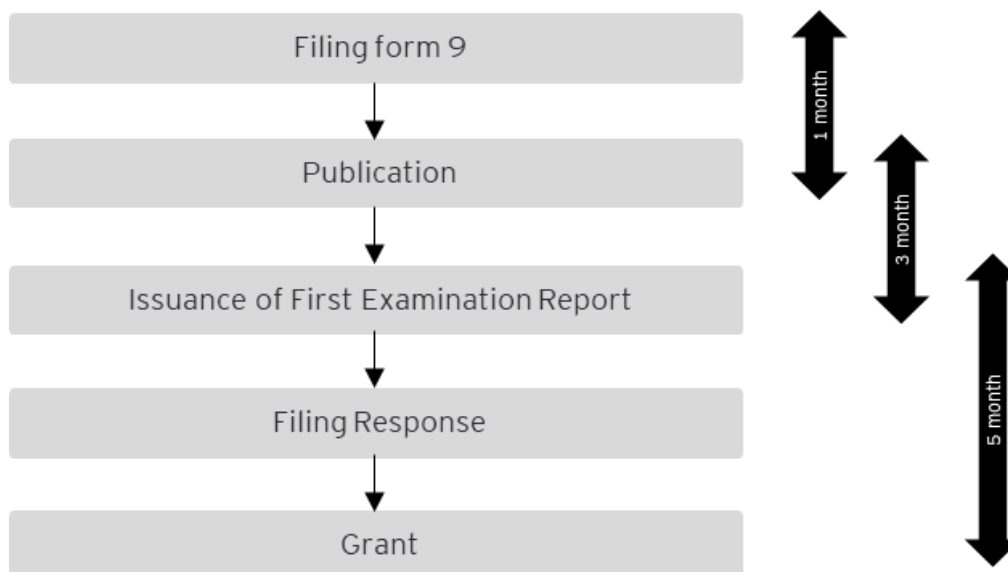 Filing form 9
1 month
Publication
3 month
Issuance of First Examination Report
Filing Response
5 month
Grant